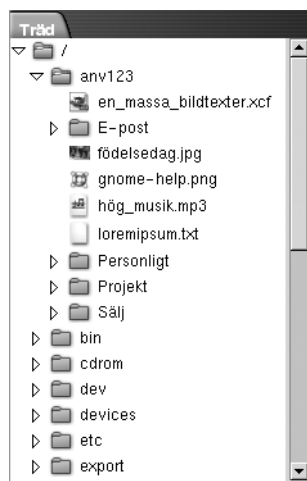 Träd
/
anv123
en_massa_bildtexter.xcf
E-post
födelsedag.jpg
gnome-help.png
hög_musik.mp3
loremipsum.txt
Personligt
Projekt
Sälj
bin
cdrom
dev
devices
etc
export